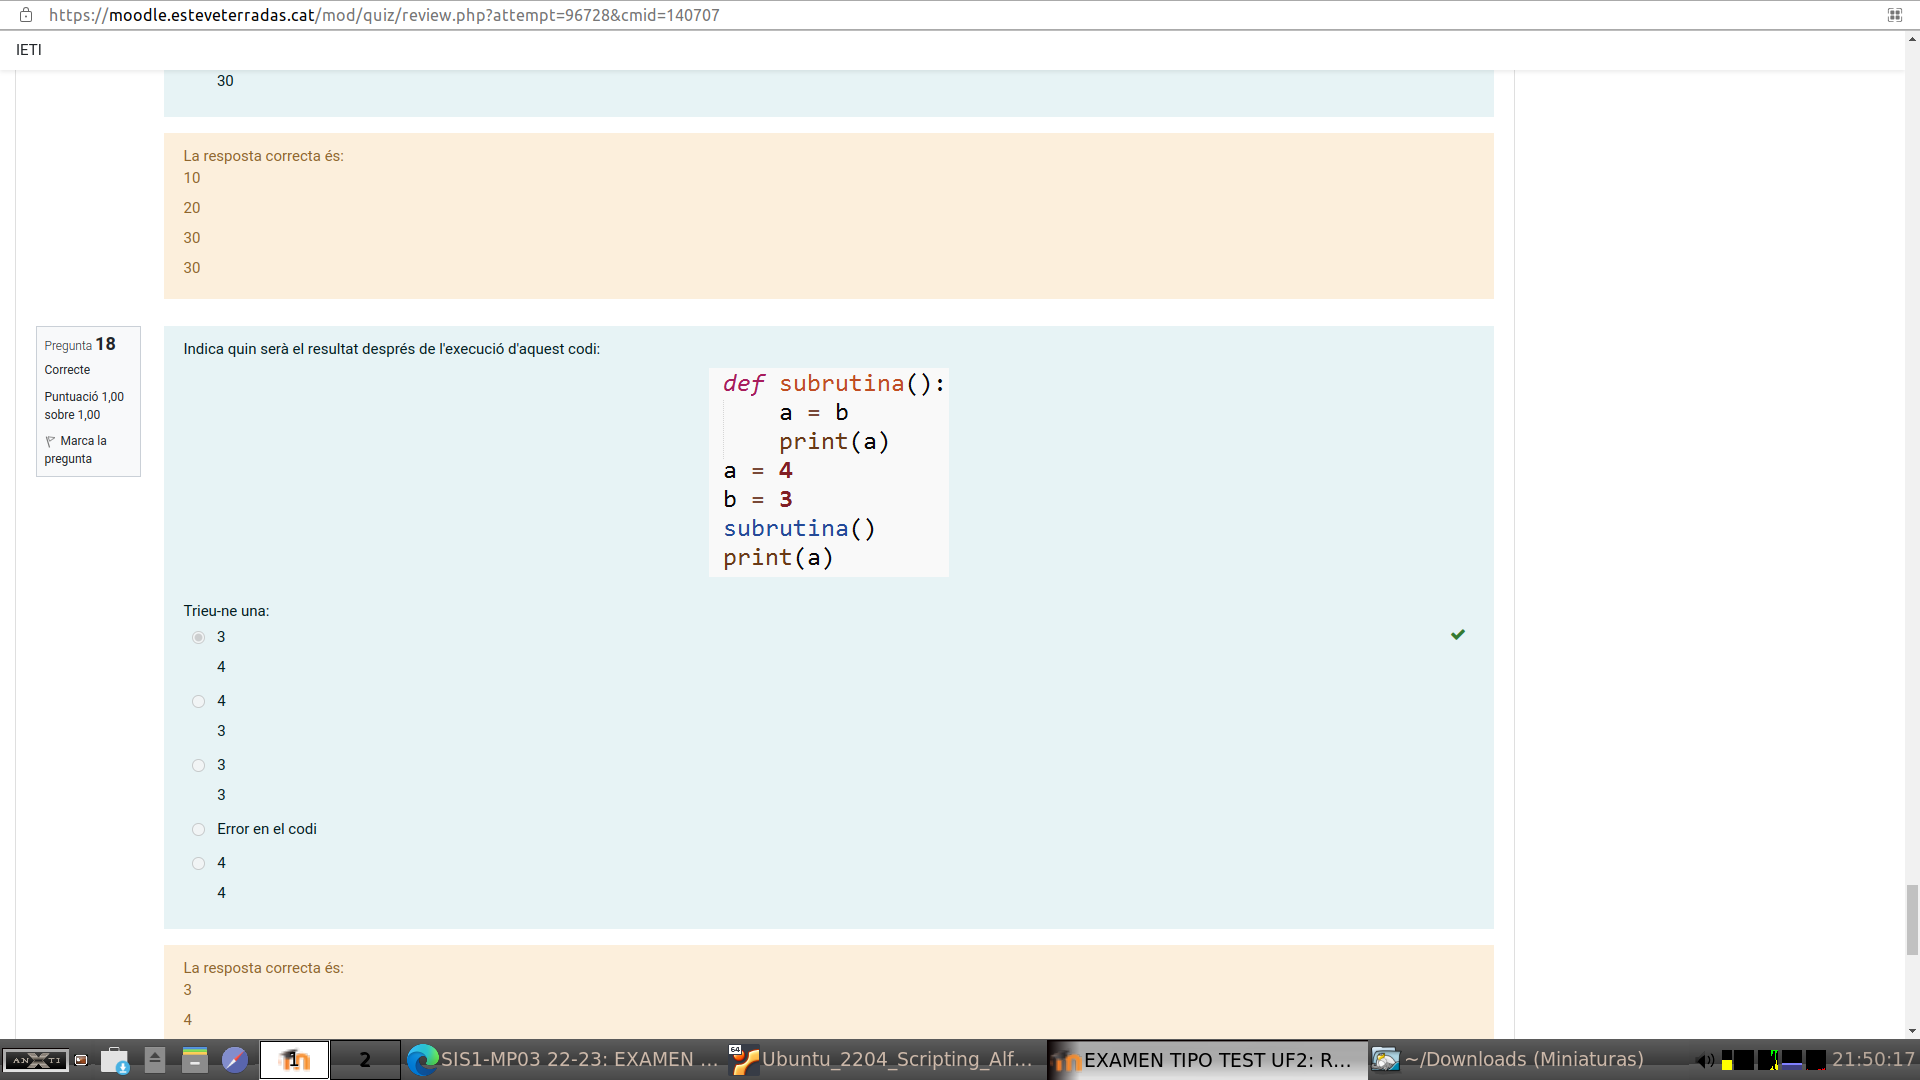 https://moodle.esteveterradas.cat/mod/quiz/review.php?attempt=96728&cmid=140707
IETI
30
La resposta correcta és:
10
20
30
30
Pregunta 18
Correcte
Puntuació 1,00
sobre 1,00
Marca la
pregunta
Indica quin serà el resultat després de l'execució d'aquest codi:
def subrutina():
a = b
print(a)
a = 4
b = 3
subrutina()
print(a)
Trieu-ne una:
3
4
4
3
3
3
Error en el codi
4
4
La resposta correcta és:
3
4
ANXTI
1
2
SIS1-MP03 22-23: EXAMEN ...
64
Ubuntu_2204_Scripting_Alf...
EXAMEN TIPO TEST UF2: R...
~/Downloads (Miniaturas)
21:50:17